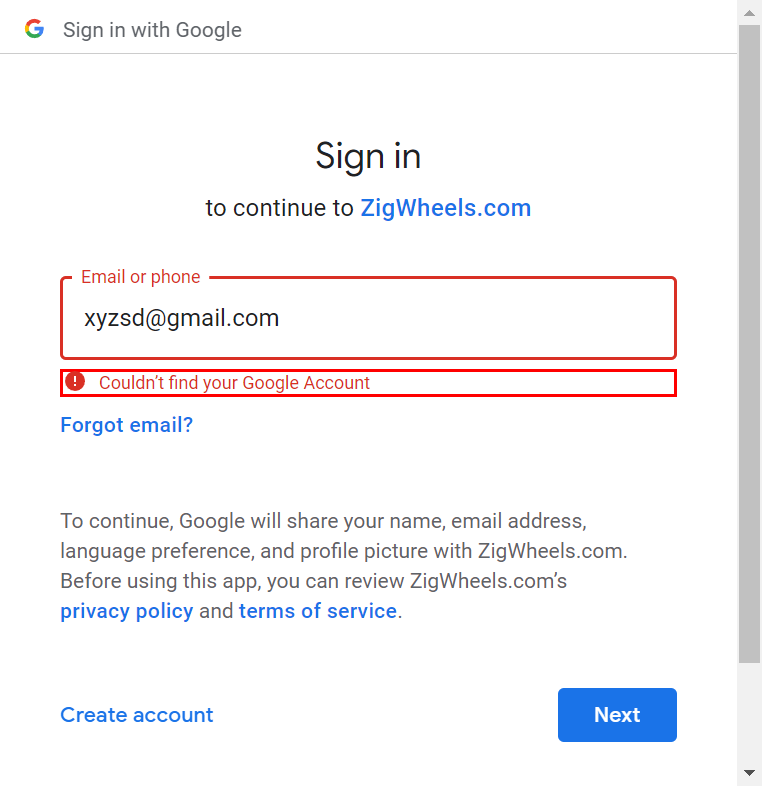 Sign in with Google
Sign in
to continue to ZigWheels.com
Email or phone
xyzsd@gmail.com
Couldn’t find your Google Account
Forgot email?
To continue, Google will share your name, email address,
language preference, and profile picture with ZigWheels.com.
Before using this app, you can review ZigWheels.com’s
privacy policy and terms of service.
Create account
Next